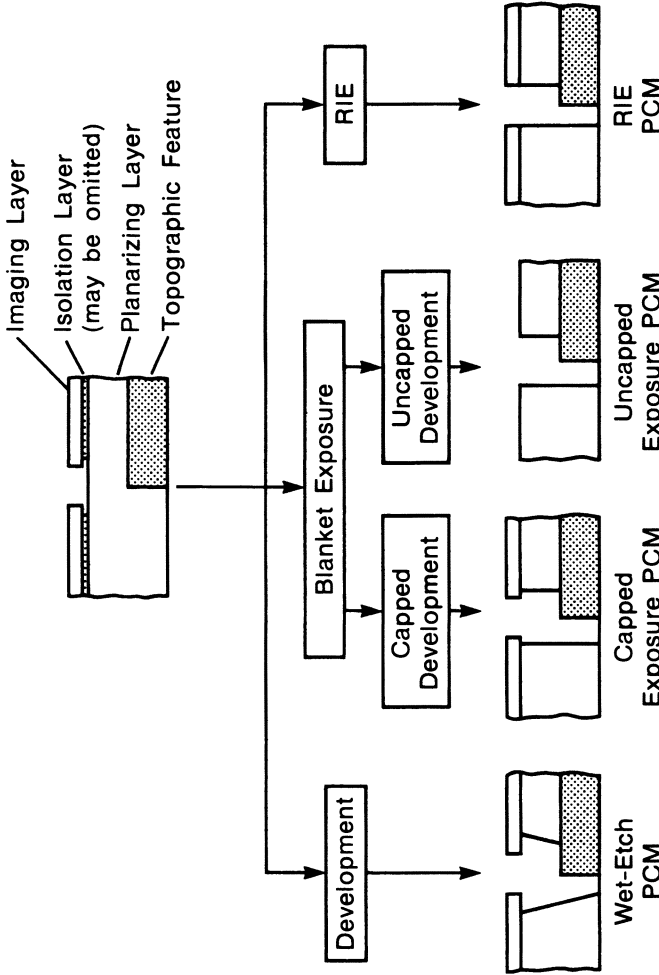 Imaging Layer
Isolation Layer
(may be omitted)
Planarizing Layer
Topographic Feature
Development
Blanket Exposure
RIE
Capped
Development
Uncapped
Development
Wet-Etch
PCM
Capped
Exposure PCM
Uncapped
Exposure PCM
RIE
PCM